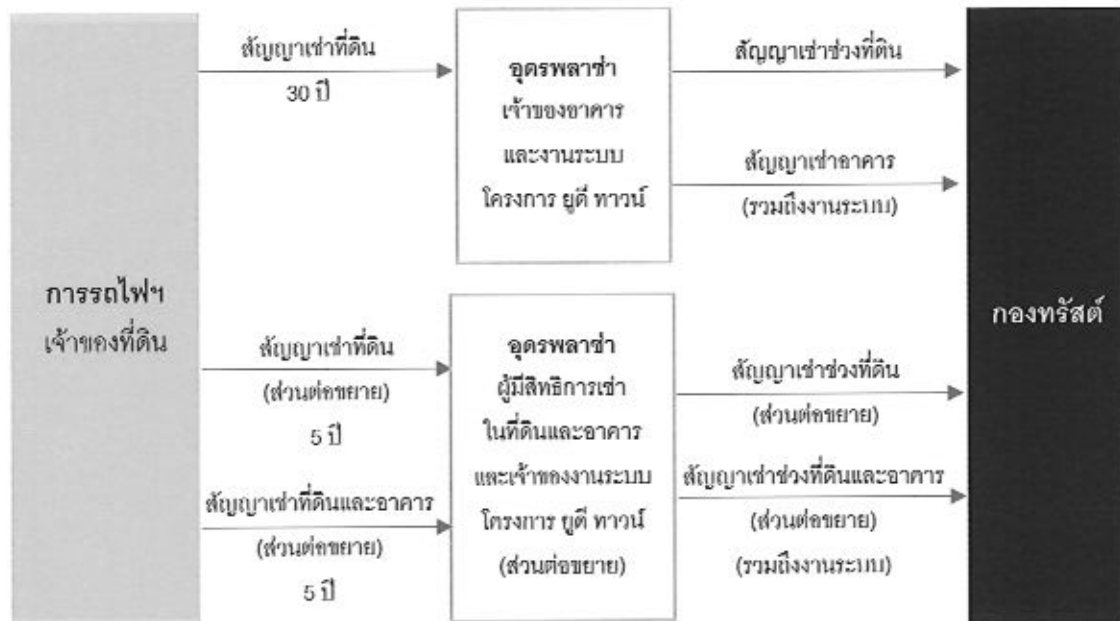 การรถไฟฯ
เจ้าของที่ดิน
สัญญาเช่าที่ดิน
30 ปี
อุดรพลาซ่า
เจ้าของอาคาร
และงานระบบ
โครงการ ยูดี ทาวน์
สัญญาเช่าช่วงที่ดิน
สัญญาเช่าอาคาร
(รวมถึงงานระบบ)
สัญญาเช่าที่ดิน
(ส่วนต่อขยาย)
5 ปี
สัญญาเช่าที่ดินและอาคาร
(ส่วนต่อขยาย)
5 ปี
อุดรพลาซ่า
ผู้มีสิทธิการเช่า
ในที่ดินและอาคาร
และเจ้าของงานระบบ
โครงการ ยูดี ทาวน์
(ส่วนต่อขยาย)
สัญญาเช่าช่วงที่ดิน
(ส่วนต่อขยาย)
สัญญาเช่าช่วงที่ดินและอาคาร
(ส่วนต่อขยาย)
(รวมถึงงานระบบ)
กองทรัสต์